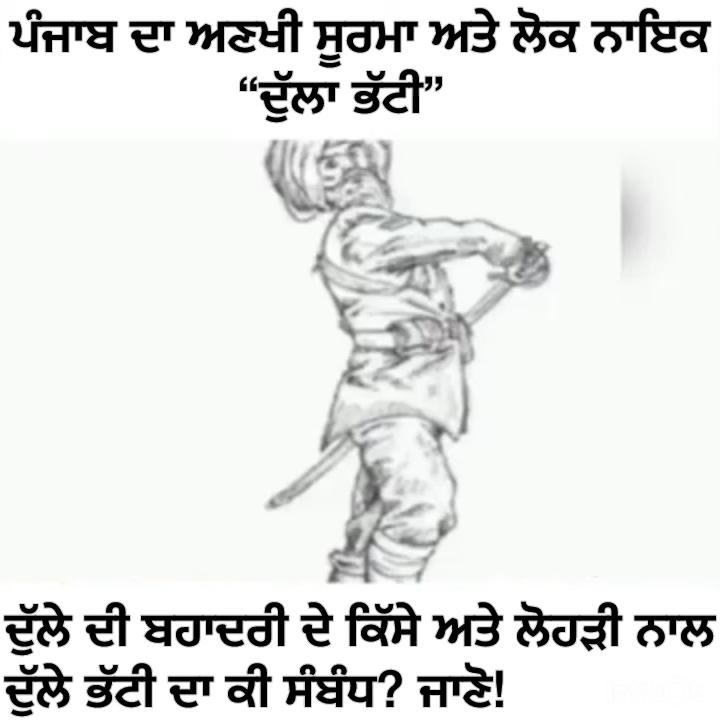 ਪੰਜਾਬ ਦਾ ਅਣਖੀ ਸੂਰਮਾ ਅਤੇ ਲੋਕ ਨਾਇਕ
“ਦੁੱਲਾ ਭੱਟੀ”
ਦੁੱਲੇ ਦੀ ਬਹਾਦਰੀ ਦੇ ਕਿੱਸੇ ਅਤੇ ਲੋਹੜੀ ਨਾਲ
ਦੁੱਲੇ ਭੱਟੀ ਦਾ ਕੀ ਸੰਬੰਧ? ਜਾਣੋ!